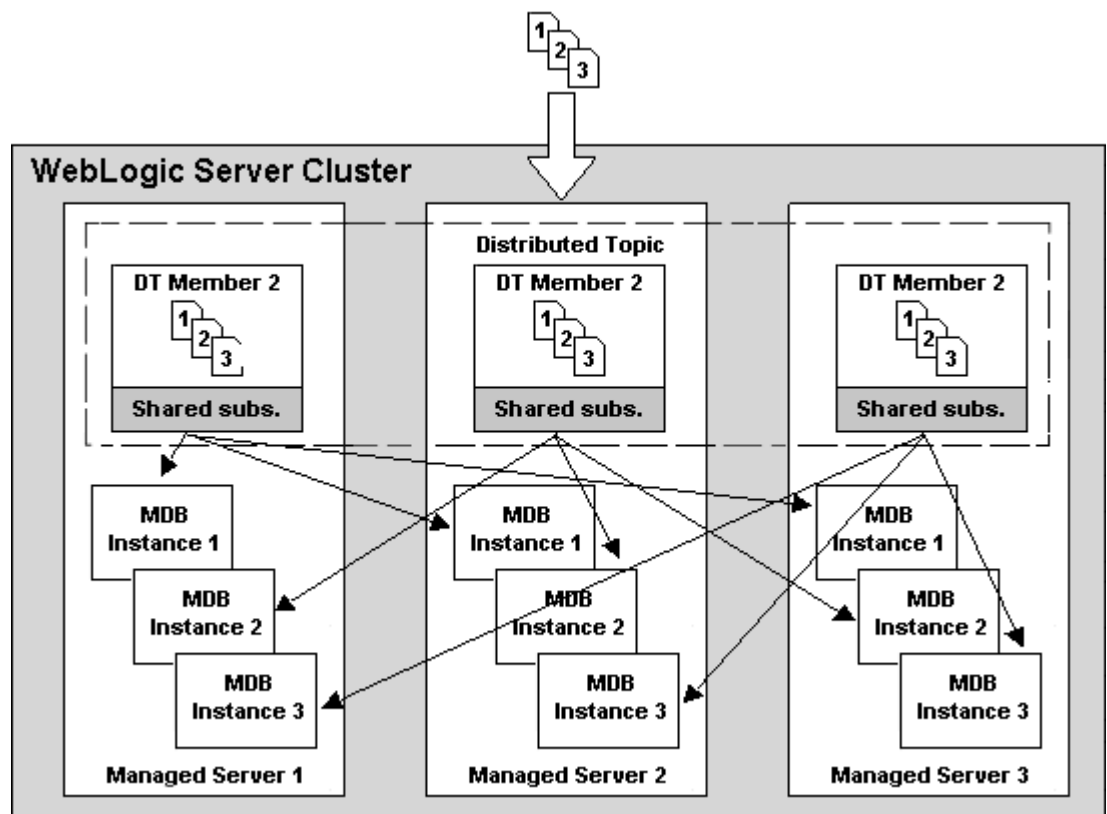 1
2
3
WebLogic Server Cluster
Distributed Topic
DT Member 2
1
2
3
Shared subs.
DT Member 2
1
2
3
Shared subs.
DT Member 2
1
2
3
Shared subs.
MDB
Instance 1
MDB
Instance 2
MDB
Instance 3
Managed Server 1
MDB
Instance 1
MDB
Instance 2
MDB
Instance 3
Managed Server 2
MDB
Instance 1
MDB
Instance 2
MDB
Instance 3
Managed Server 3